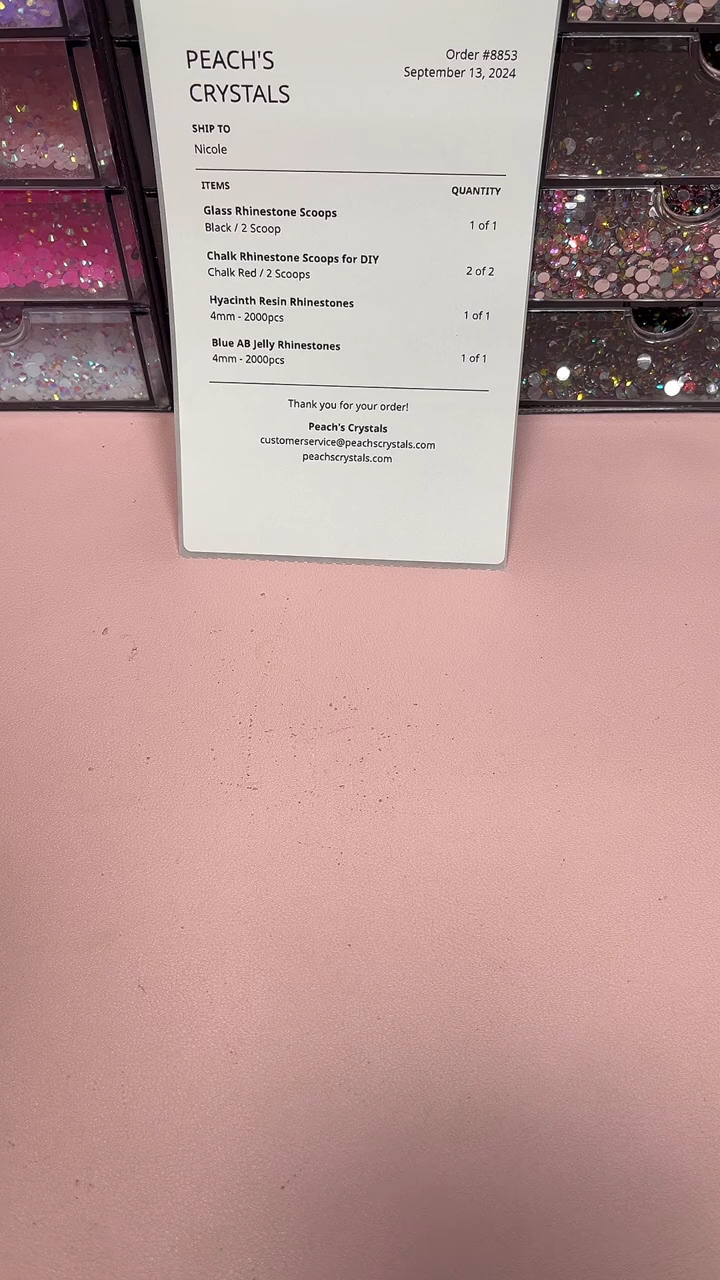 PEACH'S
CRYSTALS
Order #8853
September 13, 2024
SHIP TO
Nicole
ITEMS QUANTITY
Glass Rhinestone Scoops
Black / 2 Scoop 1 of 1
Chalk Rhinestone Scoops for DIY
Chalk Red / 2 Scoops 2 of 2
Hyacinth Resin Rhinestones
4mm - 2000pcs 1 of 1
Blue AB Jelly Rhinestones
4mm - 2000pcs 1 of 1
Thank you for your order!
Peach's Crystals
customerservice@peachscrystals.com
peachscrystals.com